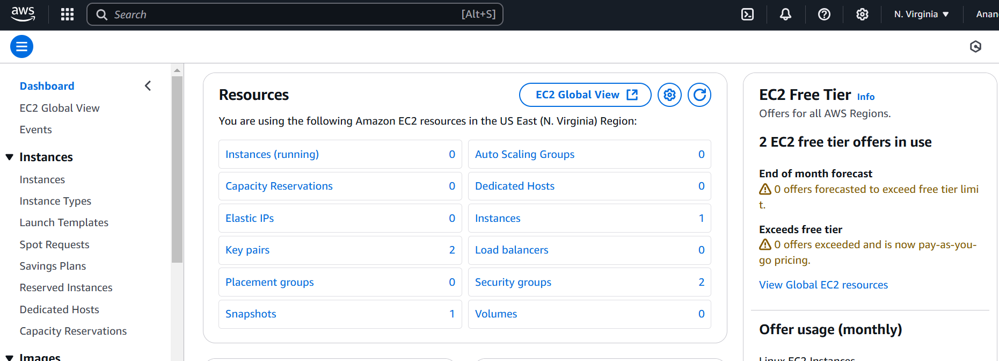 aws
Search
[Alt+S]
N. Virginia
Anan
Dashboard
EC2 Global View
Events
Instances
Instances
Instance Types
Launch Templates
Spot Requests
Savings Plans
Reserved Instances
Dedicated Hosts
Capacity Reservations
Images
Resources
EC2 Global View
You are using the following Amazon EC2 resources in the US East (N. Virginia) Region:
Instances (running) 0
Auto Scaling Groups 0
Capacity Reservations 0
Dedicated Hosts 0
Elastic IPs 0
Instances 1
Key pairs 2
Load balancers 0
Placement groups 0
Security groups 2
Snapshots 1
Volumes 0
EC2 Free Tier Info
Offers for all AWS Regions.
2 EC2 free tier offers in use
End of month forecast
0 offers forecasted to exceed free tier limi
t.
Exceeds free tier
0 offers exceeded and is now pay-as-you-
go pricing.
View Global EC2 resources
Offer usage (monthly)
Linux EC2 Instances